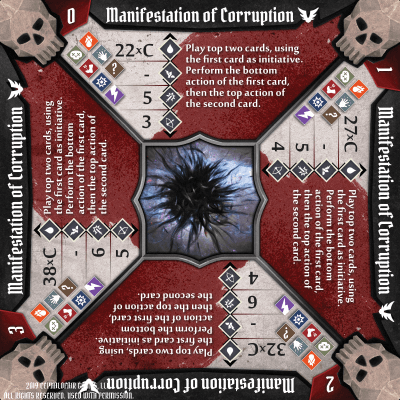 0 Manifestation of Corruption
22xC
-
5
3
Play top two cards, using
the first card as initiative.
Perform the bottom
action of the first card,
then the top action of
the second card.
1 Manifestation of Corruption
27xC
-
5
4
Play top two cards, using
the first card as initiative.
Perform the bottom
action of the first card,
then the top action of
the second card.
2 Manifestation of Corruption
32xC
-
6
4
Play top two cards, using
the first card as initiative.
Perform the bottom
action of the first card,
then the top action of
the second card.
3 Manifestation of Corruption
38xC
-
6
5
Play top two cards, using
the first card as initiative.
Perform the bottom
action of the first card,
then the top action of
the second card.
ALL RIGHTS RESERVED. USED WITH PERMISSION.